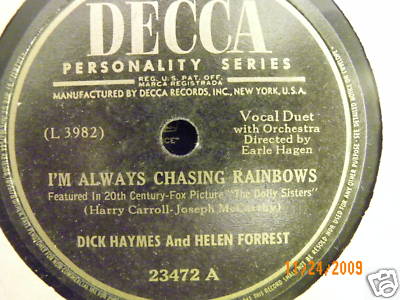 DECCA
PERSONALITY SERIES
REG. U.S. PAT. OFF.
MARCA REGISTRADA
MANUFACTURED BY DECCA RECORDS, INC., NEW YORK, U.S.A.
(L 3982)
Vocal Duet
with Orchestra
Directed by
Earle Hagen
I'M ALWAYS CHASING RAINBOWS
Featured In 20th Century-Fox Picture "The Dolly Sisters"
(Harry Carroll-Joseph McCarthy)
DICK HAYMES And HELEN FORREST
23472 A
24/2009